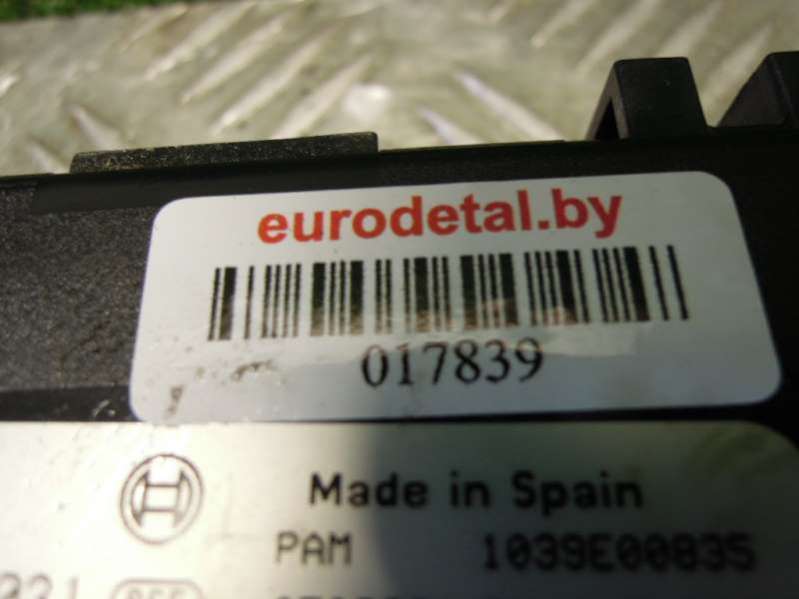 eurodetal.by
017839
Made in Spain
PAM 1039E00835